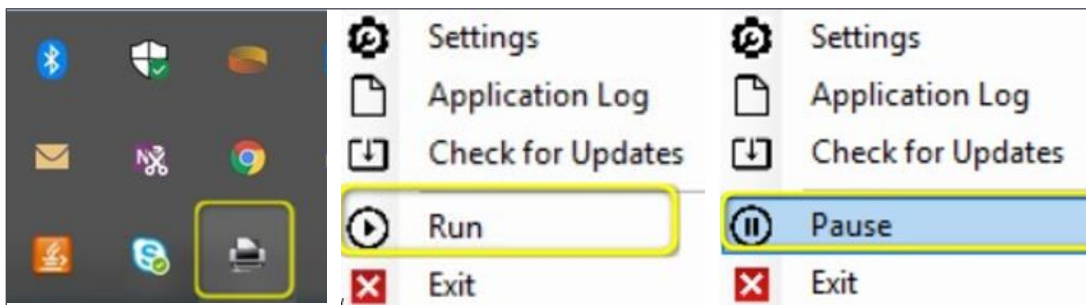 Settings
Application Log
Check for Updates
Run
Exit
Settings
Application Log
Check for Updates
Pause
Exit